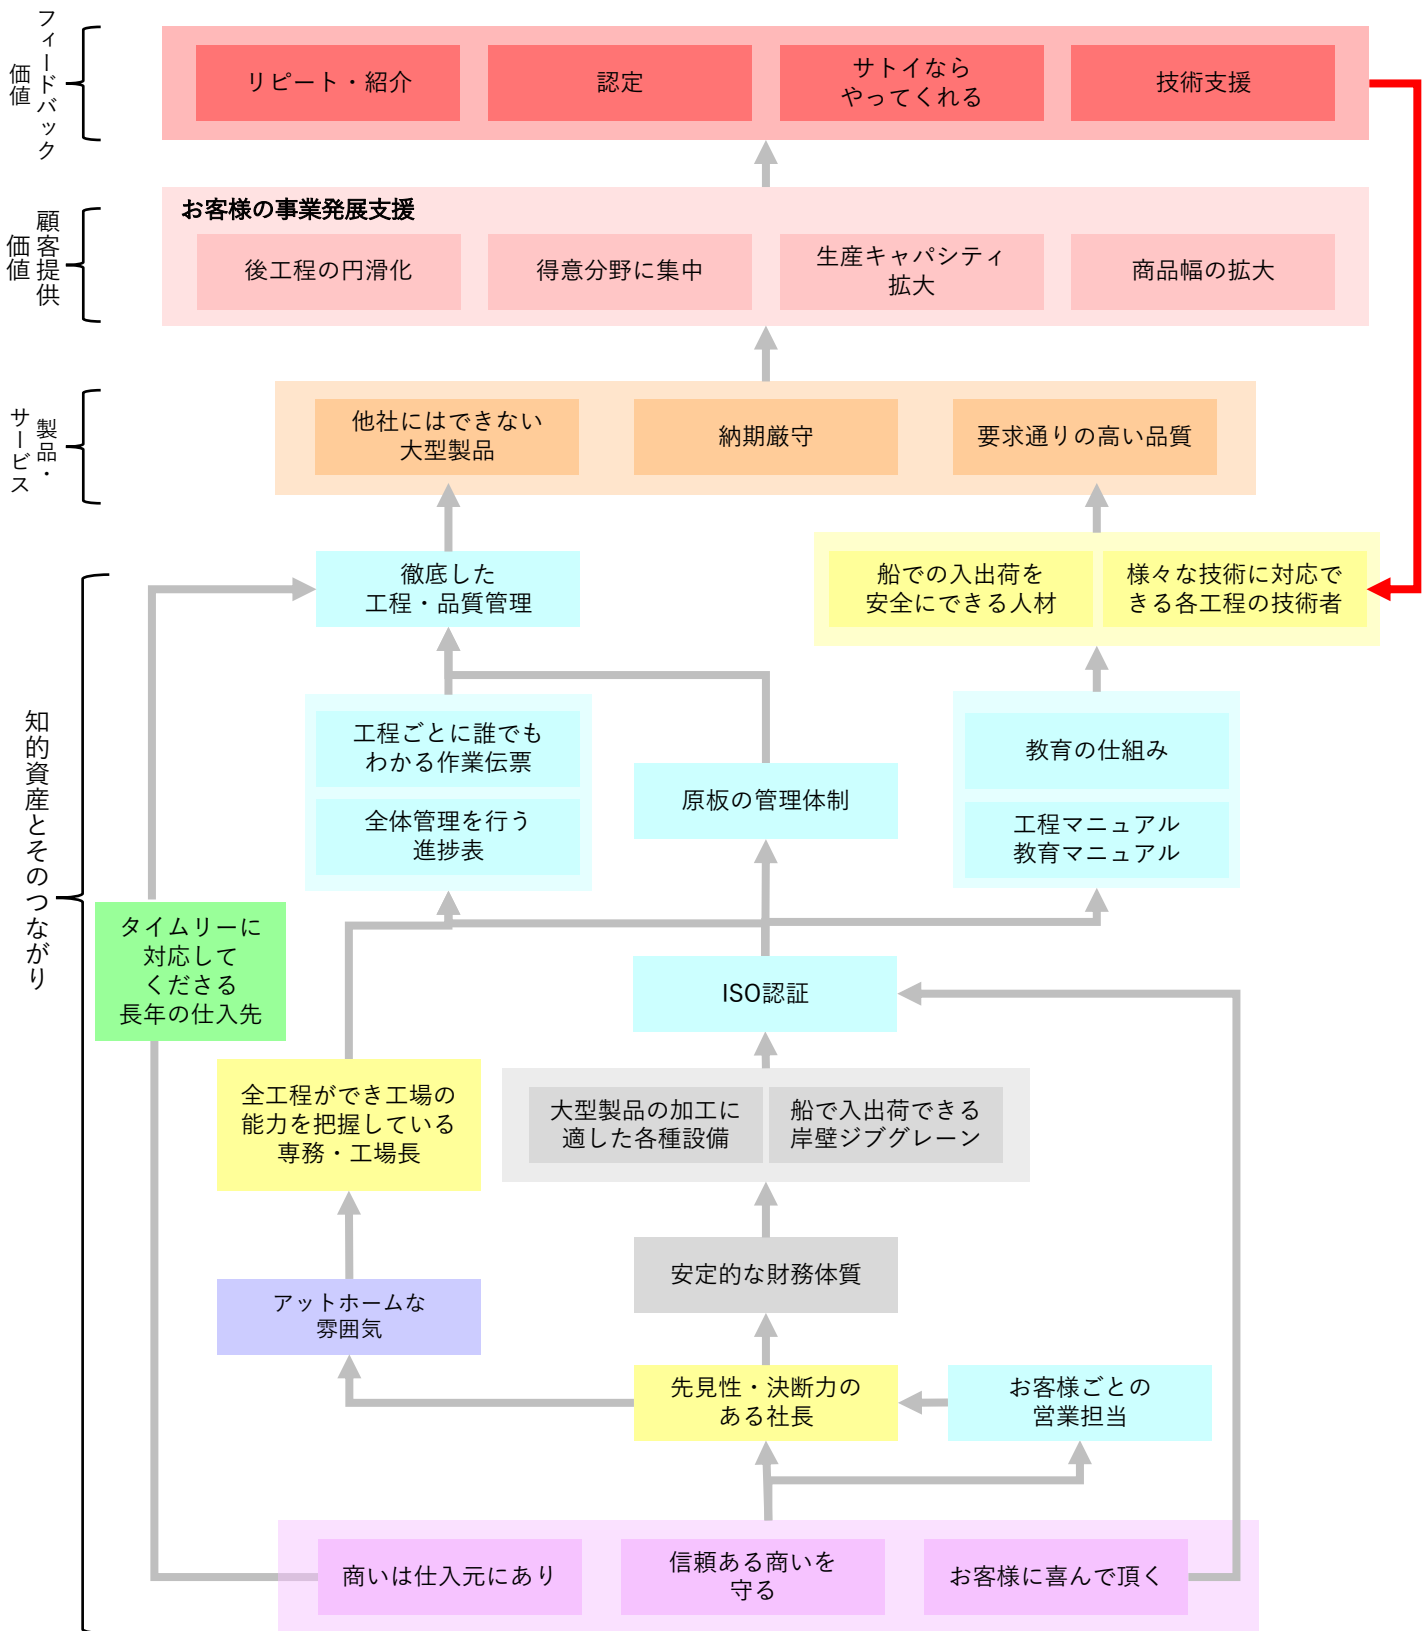 フィードバック
価値
リピート・紹介
認定
サトイなら
やってくれる
技術支援
顧客提供
価値
お客様の事業発展支援
後工程の円滑化
得意分野に集中
生産キャパシティ
拡大
商品幅の拡大
製品・
サービス
他社にはできない
大型製品
納期厳守
要求通りの高い品質
知的資産とそのつながり
徹底した
工程・品質管理
船での入出荷を
安全にできる人材
様々な技術に対応で
きる各工程の技術者
工程ごとに誰でも
わかる作業伝票
全体管理を行う
進捗表
原板の管理体制
教育の仕組み
工程マニュアル
教育マニュアル
タイムリーに
対応して
くださる
長年の仕入先
ISO認証
全工程ができ工場の
能力を把握している
専務・工場長
大型製品の加工に
適した各種設備
船で入出荷できる
岸壁ジブグレーン
安定的な財務体質
アットホームな
雰囲気
先見性・決断力の
ある社長
お客様ごとの
営業担当
商いは仕入元にあり
信頼ある商いを
守る
お客様に喜んで頂く